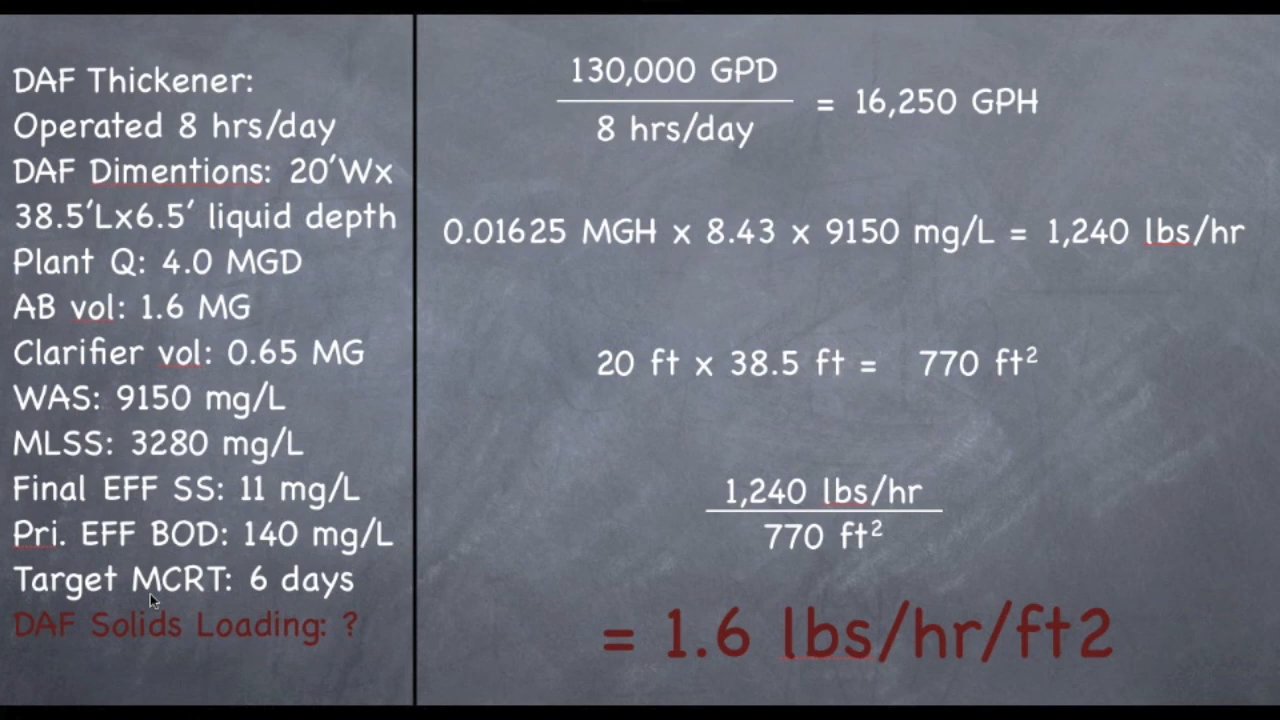 DAF Thickener:
Operated 8 hrs/day
DAF Dimentions: 20'Wx
38.5'Lx6.5' liquid depth
Plant Q: 4.0 MGD
AB vol: 1.6 MG
Clarifier vol: 0.65 MG
WAS: 9150 mg/L
MLSS: 3280 mg/L
Final EFF SS: 11 mg/L
Pri. EFF BOD: 140 mg/L
Target MCRT: 6 days
DAF Solids Loading: ?
130,000 GPD
8 hrs/day
= 16,250 GPH
0.01625 MGH x 8.43 x 9150 mg/L = 1,240 lbs/hr
20 ft x 38.5 ft = 770 ft²
1,240 lbs/hr
770 ft²
= 1.6 lbs/hr/ft2